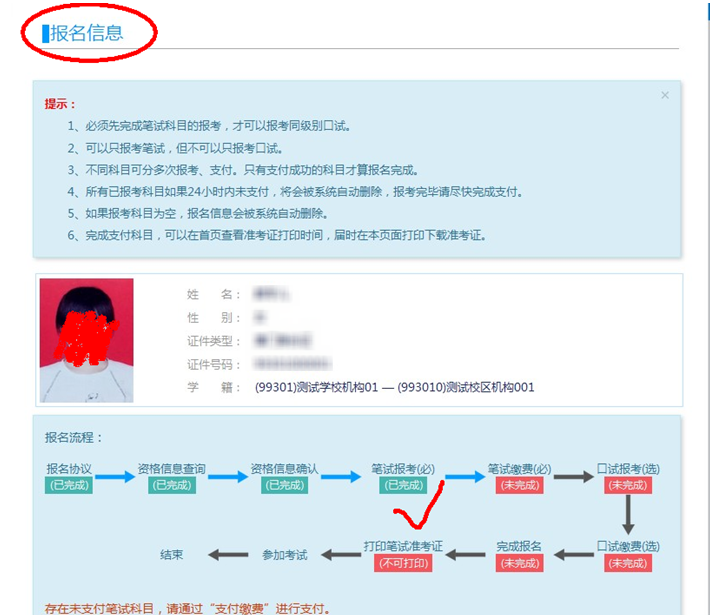 报名信息
×
提示：
1、必须先完成笔试科目的报考，才可以报考同级别口试。
2、可以只报考笔试，但不可以只报考口试。
3、不同科目可分多次报考、支付。只有支付成功的科目才算报名完成。
4、所有已报考科目如果24小时内未支付，将会被系统自动删除，报考完毕请尽快完成支付。
5、如果报考科目为空，报名信息会被系统自动删除。
6、完成支付科目，可以在首页查看准考证打印时间，届时在本页面打印下载准考证。
姓 名：
性 别：
证件类型：
证件号码：
学 籍： (99301)测试学校机构01 — (993010)测试校区机构001
报名流程：
报名协议 资格信息查询 资格信息确认 笔试报考(必) 笔试缴费(必) 口试报考(选)
(已完成) (已完成) (已完成) (已完成) (未完成) (未完成)
结束 参加考试 打印笔试准考证 完成报名 口试缴费(选)
(不可打印) (未完成) (未完成)
存在未支付笔试科目，请通过“支付缴费”进行支付。